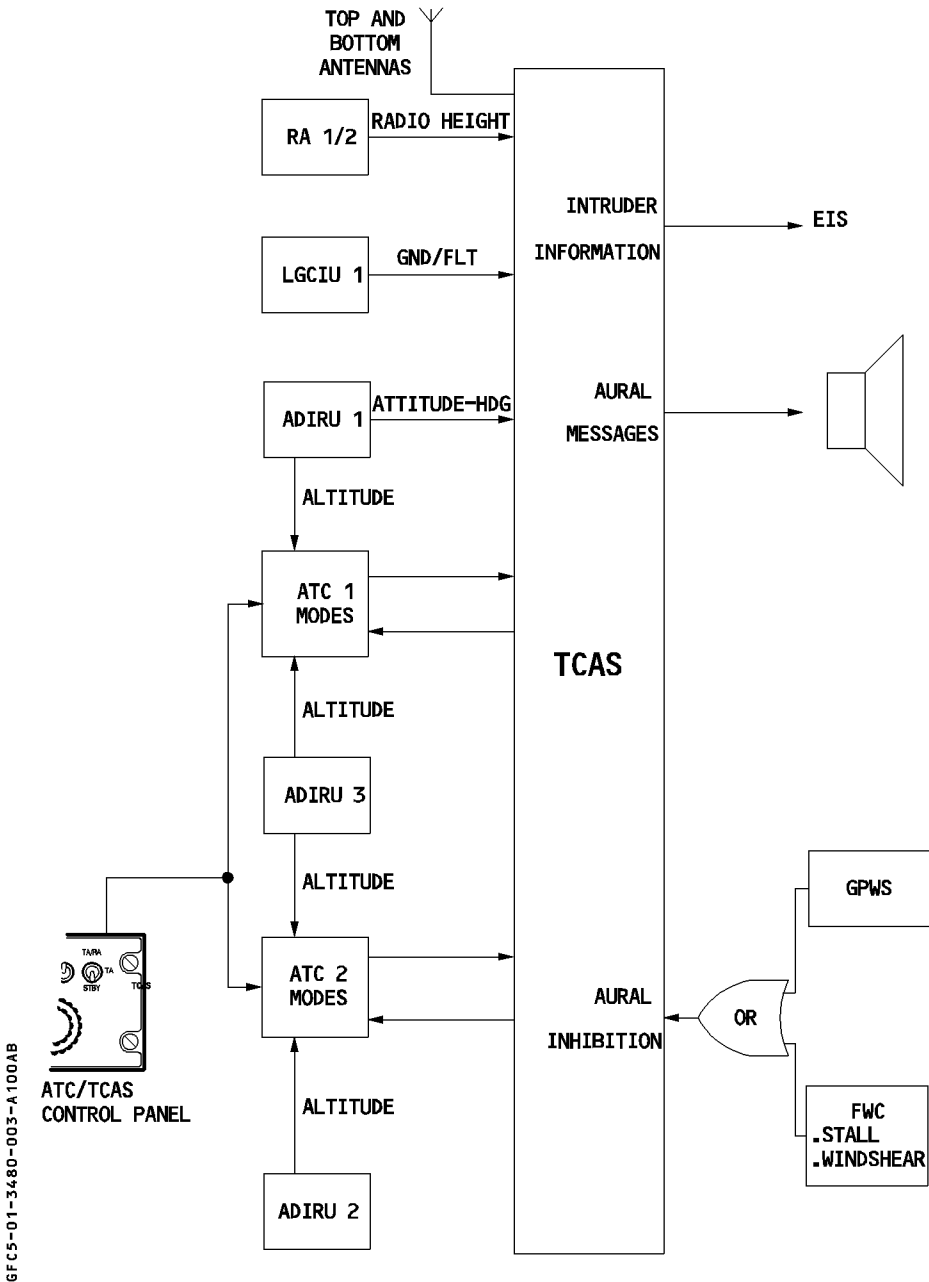 TOP AND
BOTTOM
ANTENNAS
RA 1/2
RADIO HEIGHT
INTRUDER
INFORMATION
EIS
LGCIU 1
GND/FLT
ADIRU 1
ATTITUDE-HDG
AURAL
MESSAGES
ALTITUDE
ATC 1
MODES
TCAS
ALTITUDE
ADIRU 3
ALTITUDE
GPWS
ATC 2
MODES
AURAL
INHIBITION
OR
TA/RA
TA
STBY
TCAS
ATC/TCAS
CONTROL PANEL
ALTITUDE
FWC
.STALL
.WINDSHEAR
ADIRU 2
GFC5-01-3480-003-A100AB